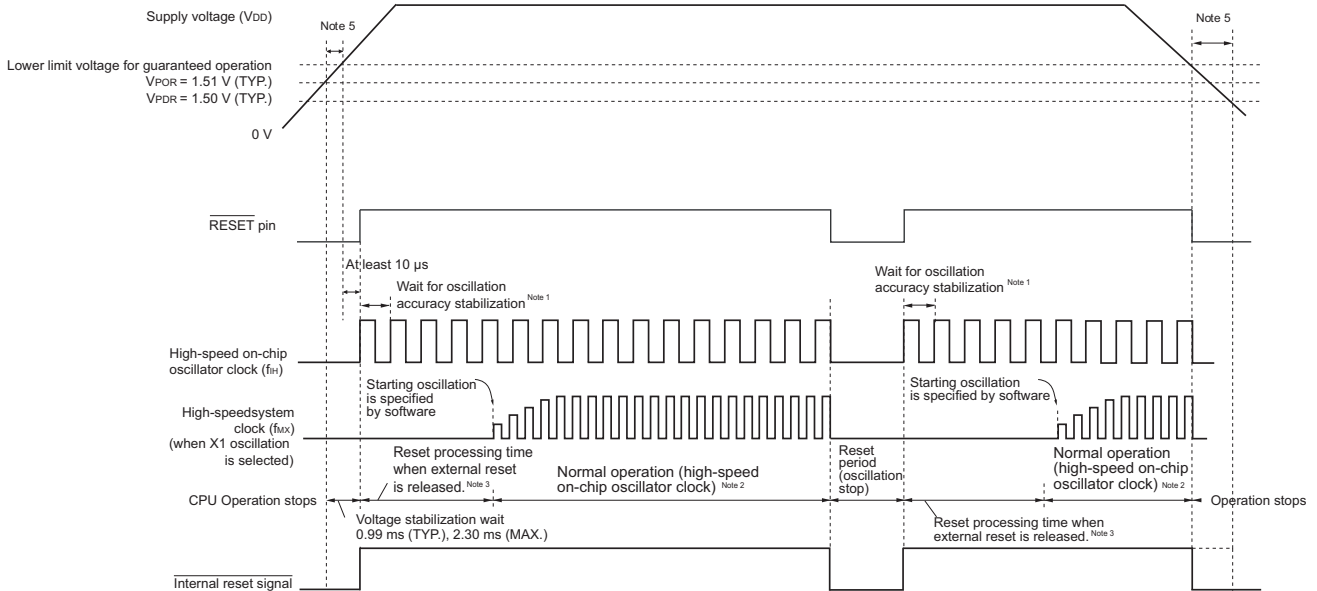 Supply voltage (VDD)
Note 5
Note 5
Lower limit voltage for guaranteed operation
VPOR = 1.51 V (TYP.)
VPDR = 1.50 V (TYP.)
0 V
RESET pin
At least 10 µs
Wait for oscillation
accuracy stabilization Note 1
Wait for oscillation
accuracy stabilization Note 1
High-speed on-chip
oscillator clock (fIH)
Starting oscillation
is specified
by software
Starting oscillation
is specified
by software
High-speedsystem
clock (fMX)
(when X1 oscillation
is selected)
Reset processing time
when external reset
is released. Note 3
Normal operation (high-speed
on-chip oscillator clock) Note 2
Reset
period
(oscillation
stop)
Normal operation
(high-speed on-chip
oscillator clock) Note 2
CPU Operation stops
Operation stops
Voltage stabilization wait
0.99 ms (TYP.), 2.30 ms (MAX.)
Reset processing time when
external reset is released. Note 3
Internal reset signal